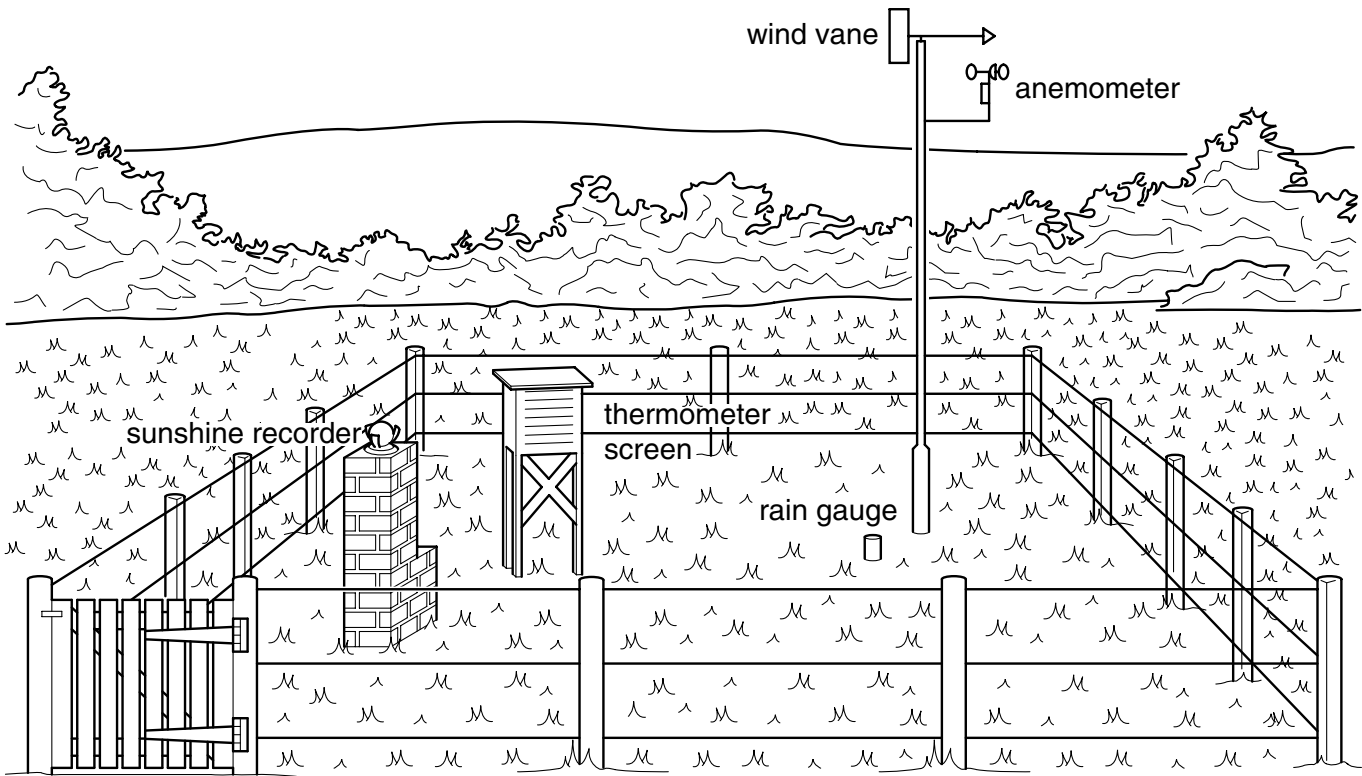 wind vane
anemometer
sunshine recorder
thermometer
screen
rain gauge